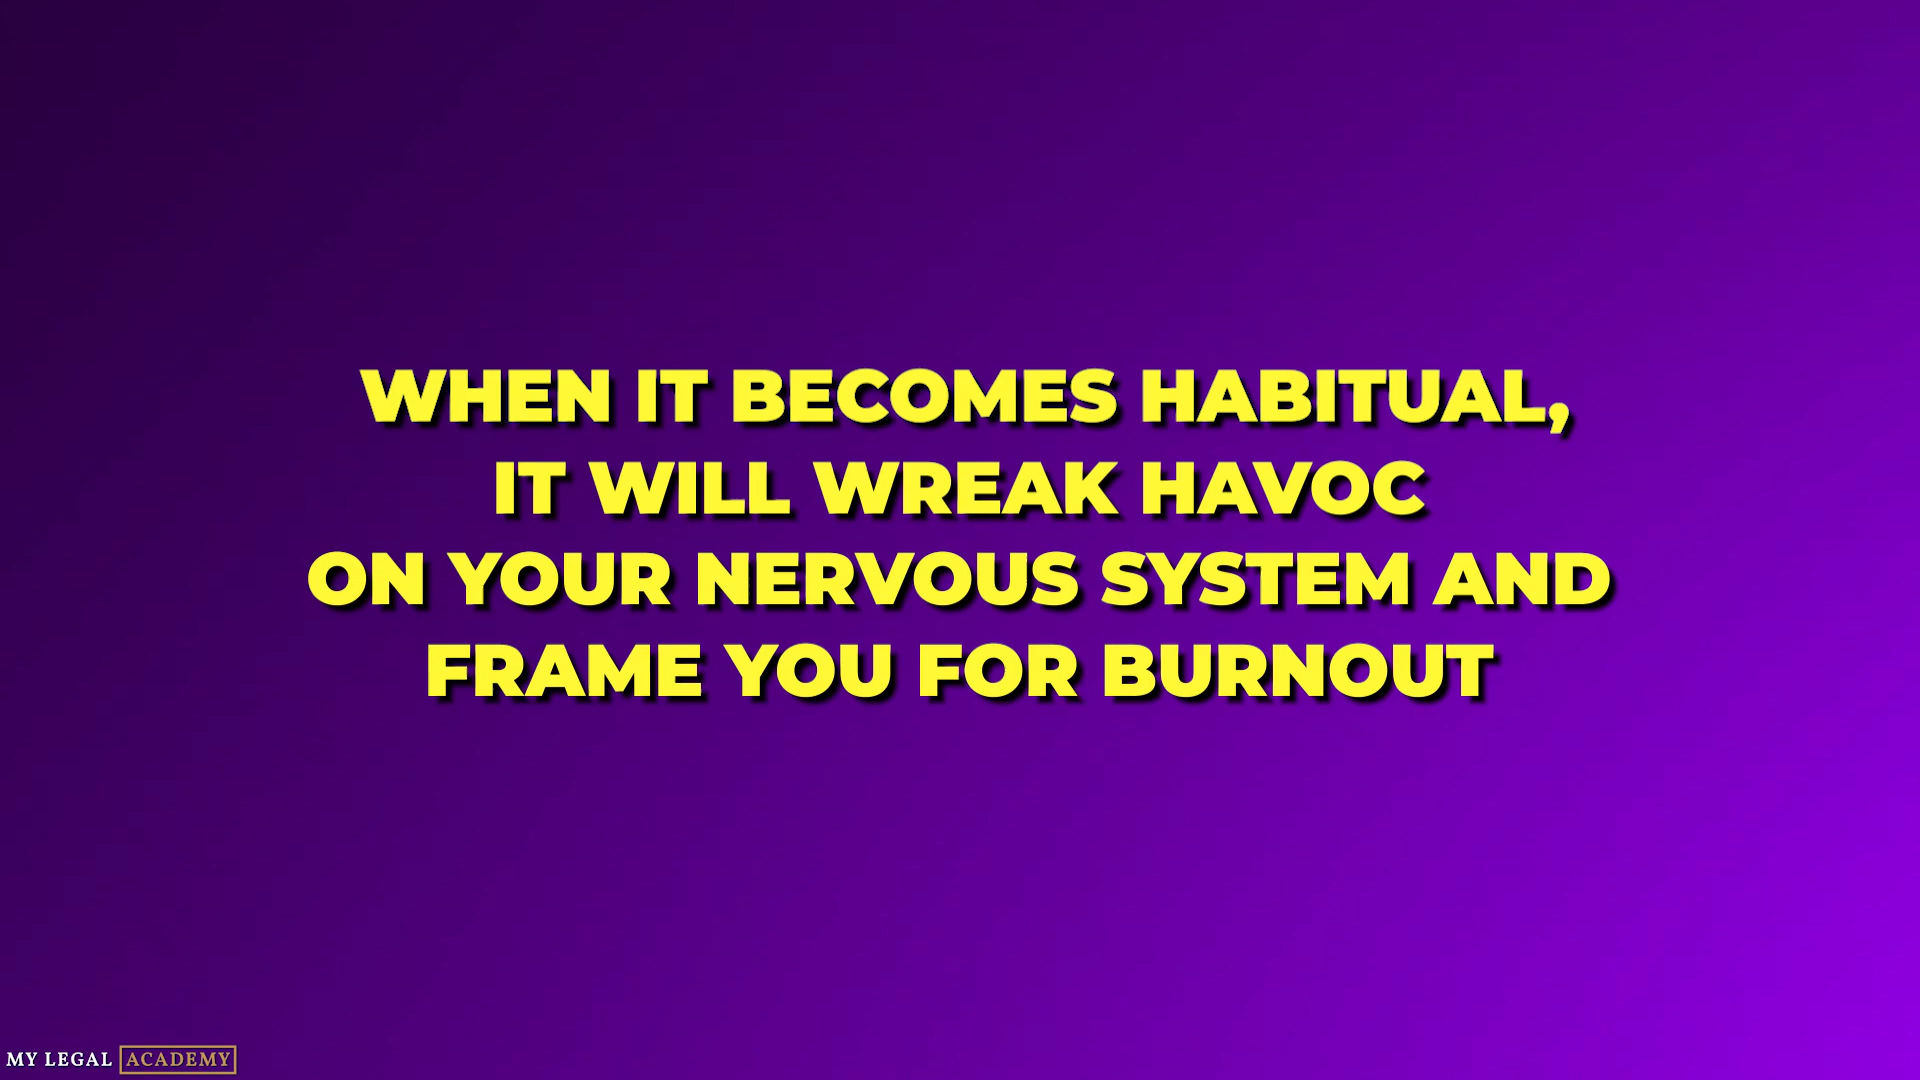 WHEN IT BECOMES HABITUAL,
IT WILL WREAK HAVOC
ON YOUR NERVOUS SYSTEM AND
FRAME YOU FOR BURNOUT
MY LEGAL ACADEMY